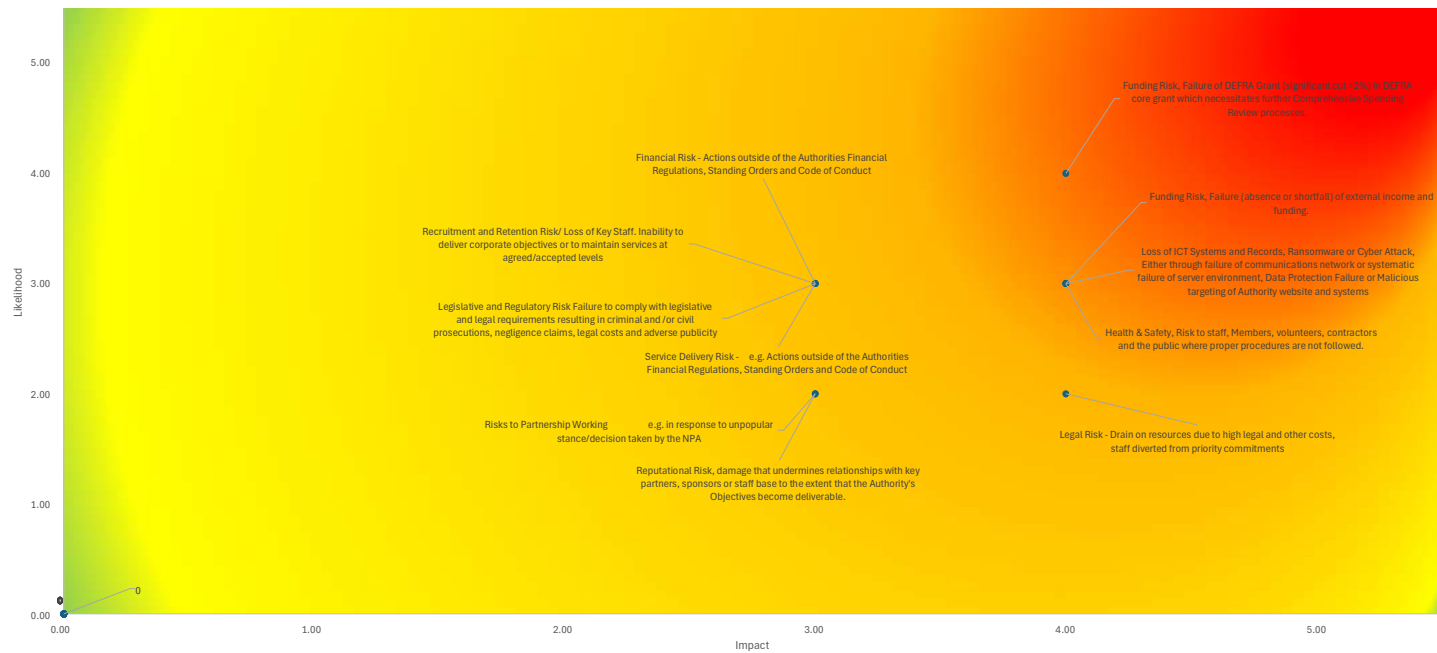 5.00
Funding Risk, Failure of DEFRA Grant (significant cut >2%) in DEFRA
core grant which necessitates further Comprehensive Spending
Review processes.
4.00
Financial Risk - Actions outside of the Authorities Financial
Regulations, Standing Orders and Code of Conduct
Funding Risk, Failure (absence or shortfall) of external income and
funding.
Recruitment and Retention Risk/ Loss of Key Staff. Inability to
deliver corporate objectives or to maintain services at
agreed/accepted levels
Loss of ICT Systems and Records, Ransomware or Cyber Attack,
Either through failure of communications network or systematic
failure of server environment, Data Protection Failure or Malicious
targeting of Authority website and systems
3.00
Likelihood
Legislative and Regulatory Risk Failure to comply with legislative
and legal requirements resulting in criminal and /or civil
prosecutions, negligence claims, legal costs and adverse publicity
Health & Safety, Risk to staff, Members, volunteers, contractors
and the public where proper procedures are not followed.
Service Delivery Risk - e.g. Actions outside of the Authorities
Financial Regulations, Standing Orders and Code of Conduct
2.00
Risks to Partnership Working e.g. in response to unpopular
stance/decision taken by the NPA
Legal Risk - Drain on resources due to high legal and other costs,
staff diverted from priority commitments
Reputational Risk, damage that undermines relationships with key
partners, sponsors or staff base to the extent that the Authority's
Objectives become deliverable.
1.00
0
0.00
0.00 1.00 2.00 3.00 4.00 5.00
Impact